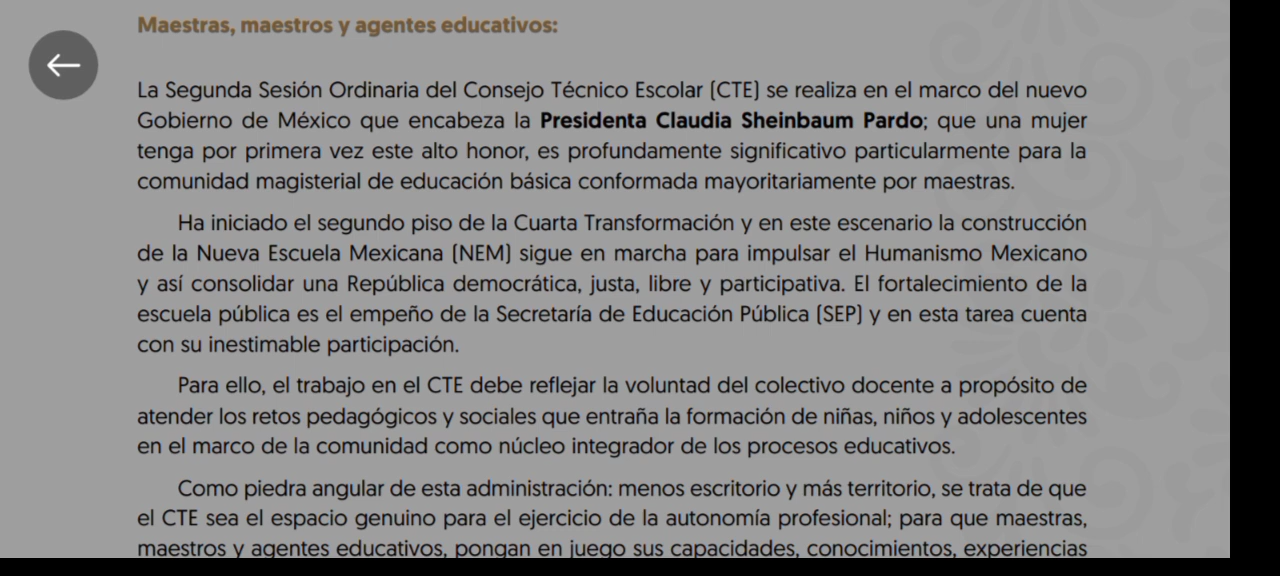 Maestras, maestros y agentes educativos:
La Segunda Sesión Ordinaria del Consejo Técnico Escolar (CTE) se realiza en el marco del nuevo
Gobierno de México que encabeza la Presidenta Claudia Sheinbaum Pardo; que una mujer
tenga por primera vez este alto honor, es profundamente significativo particularmente para la
comunidad magisterial de educación básica conformada mayoritariamente por maestras.
Ha iniciado el segundo piso de la Cuarta Transformación y en este escenario la construcción
de la Nueva Escuela Mexicana (NEM) sigue en marcha para impulsar el Humanismo Mexicano
y así consolidar una República democrática, justa, libre y participativa. El fortalecimiento de la
escuela pública es el empeño de la Secretaría de Educación Pública (SEP) y en esta tarea cuenta
con su inestimable participación.
Para ello, el trabajo en el CTE debe reflejar la voluntad del colectivo docente a propósito de
atender los retos pedagógicos y sociales que entraña la formación de niñas, niños y adolescentes
en el marco de la comunidad como núcleo integrador de los procesos educativos.
Como piedra angular de esta administración: menos escritorio y más territorio, se trata de que
el CTE sea el espacio genuino para el ejercicio de la autonomía profesional; para que maestras,
maestros y agentes educativos, pongan en juego sus capacidades, conocimientos, experiencias